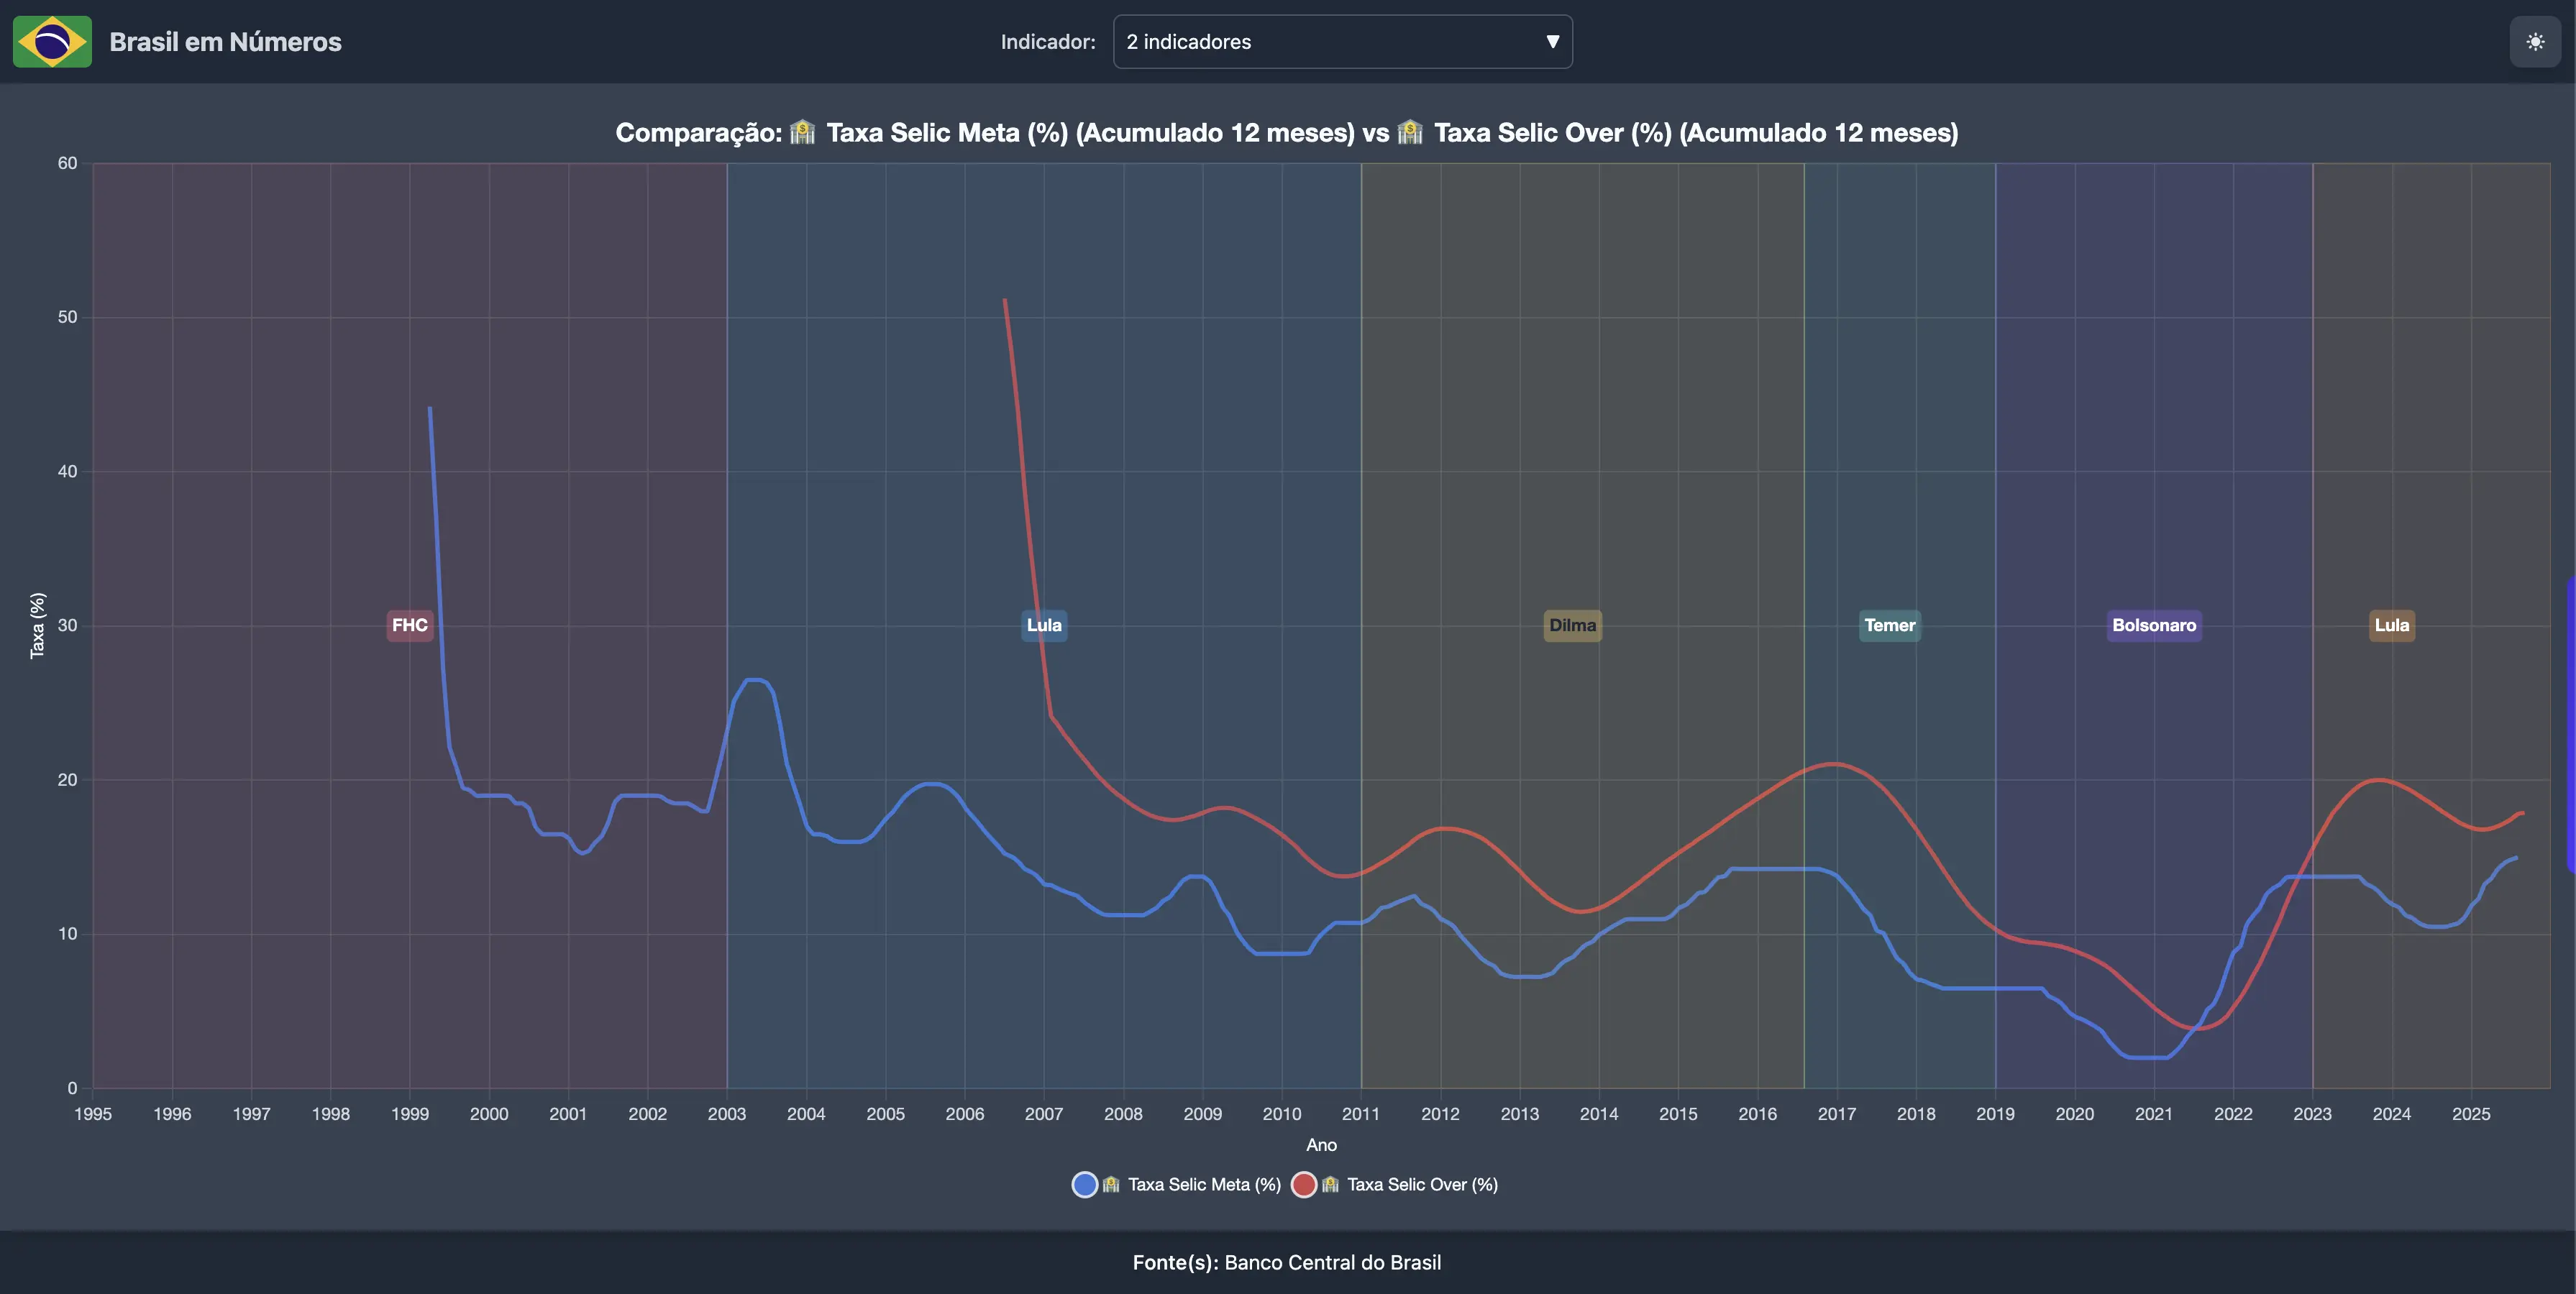 Brasil em Números
Indicador: 2 indicadores ▼
Comparação: 🏦 Taxa Selic Meta (%) (Acumulado 12 meses) vs 🏦 Taxa Selic Over (%) (Acumulado 12 meses)
Taxa (%)
60
50
40
30
20
10
0
FHC
Lula
Dilma
Temer
Bolsonaro
Lula
1995 1996 1997 1998 1999 2000 2001 2002 2003 2004 2005 2006 2007 2008 2009 2010 2011 2012 2013 2014 2015 2016 2017 2018 2019 2020 2021 2022 2023 2024 2025
Ano
🏦 Taxa Selic Meta (%) 🏦 Taxa Selic Over (%)
Fonte(s): Banco Central do Brasil